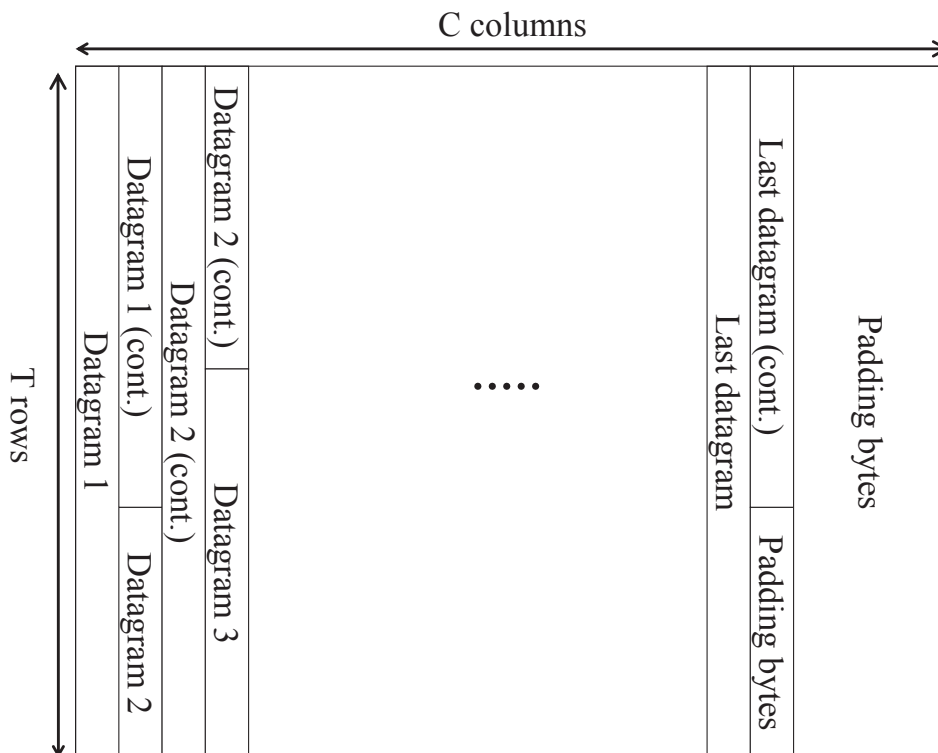 C columns
T rows
Datagram 1
Datagram 1 (cont.)
Datagram 2
Datagram 2 (cont.)
Datagram 2 (cont.)
Datagram 3
.....
Last datagram
Last datagram (cont.)
Padding bytes
Padding bytes